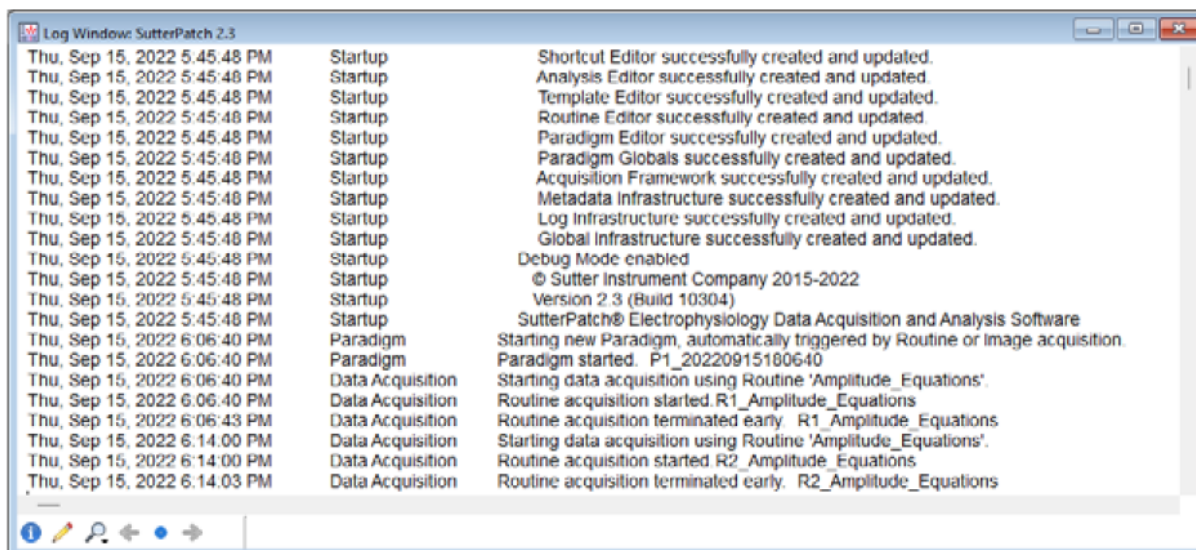 Log Window: SutterPatch 2.3
Thu, Sep 15, 2022 5:45:48 PM Startup Shortcut Editor successfully created and updated.
Thu, Sep 15, 2022 5:45:48 PM Startup Analysis Editor successfully created and updated.
Thu, Sep 15, 2022 5:45:48 PM Startup Template Editor successfully created and updated.
Thu, Sep 15, 2022 5:45:48 PM Startup Routine Editor successfully created and updated.
Thu, Sep 15, 2022 5:45:48 PM Startup Paradigm Editor successfully created and updated.
Thu, Sep 15, 2022 5:45:48 PM Startup Paradigm Globals successfully created and updated.
Thu, Sep 15, 2022 5:45:48 PM Startup Acquisition Framework successfully created and updated.
Thu, Sep 15, 2022 5:45:48 PM Startup Metadata Infrastructure successfully created and updated.
Thu, Sep 15, 2022 5:45:48 PM Startup Log Infrastructure successfully created and updated.
Thu, Sep 15, 2022 5:45:48 PM Startup Global Infrastructure successfully created and updated.
Thu, Sep 15, 2022 5:45:48 PM Startup Debug Mode enabled
Thu, Sep 15, 2022 5:45:48 PM Startup © Sutter Instrument Company 2015-2022
Thu, Sep 15, 2022 5:45:48 PM Startup Version 2.3 (Build 10304)
Thu, Sep 15, 2022 5:45:48 PM Startup SutterPatch® Electrophysiology Data Acquisition and Analysis Software
Thu, Sep 15, 2022 6:06:40 PM Paradigm Starting new Paradigm, automatically triggered by Routine or Image acquisition.
Thu, Sep 15, 2022 6:06:40 PM Paradigm Paradigm started. P1_20220915180640
Thu, Sep 15, 2022 6:06:40 PM Data Acquisition Starting data acquisition using Routine 'Amplitude_Equations'.
Thu, Sep 15, 2022 6:06:40 PM Data Acquisition Routine acquisition started.R1_Amplitude_Equations
Thu, Sep 15, 2022 6:06:43 PM Data Acquisition Routine acquisition terminated early. R1_Amplitude_Equations
Thu, Sep 15, 2022 6:14:00 PM Data Acquisition Starting data acquisition using Routine 'Amplitude_Equations'.
Thu, Sep 15, 2022 6:14:00 PM Data Acquisition Routine acquisition started.R2_Amplitude_Equations
Thu, Sep 15, 2022 6:14:03 PM Data Acquisition Routine acquisition terminated early. R2_Amplitude_Equations